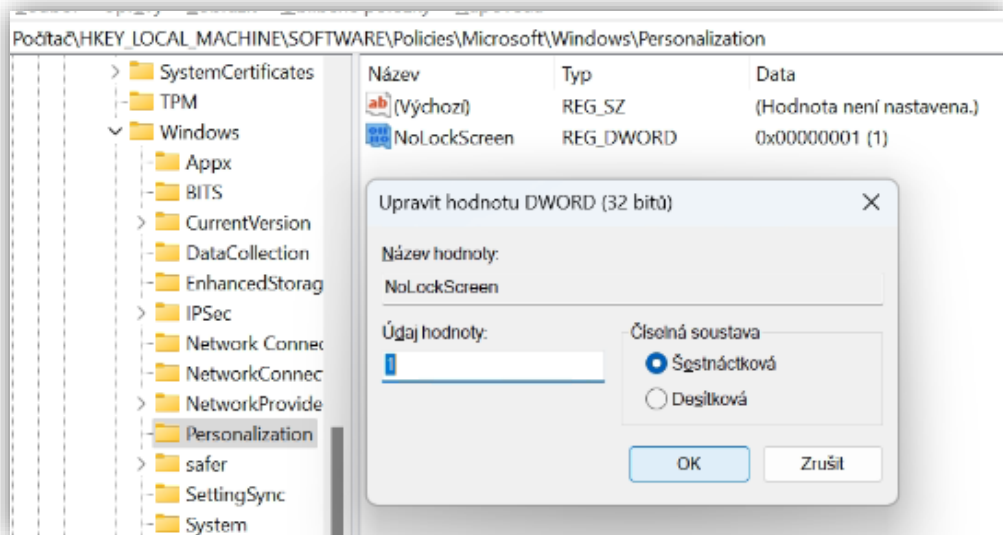 Počítač\HKEY_LOCAL_MACHINE\SOFTWARE\Policies\Microsoft\Windows\Personalization
SystemCertificates
TPM
Windows
Appx
BITS
CurrentVersion
DataCollection
EnhancedStorag
IPSec
Network Connec
NetworkConnec
NetworkProvide
Personalization
safer
SettingSync
System
Název Typ Data
(Výchozí) REG_SZ (Hodnota není nastavena.)
NoLockScreen REG_DWORD 0x00000001 (1)
Upravit hodnotu DWORD (32 bitů)
Název hodnoty:
NoLockScreen
Údaj hodnoty:
1
Číselná soustava
Šestnáctková
Desítková
OK Zrušit